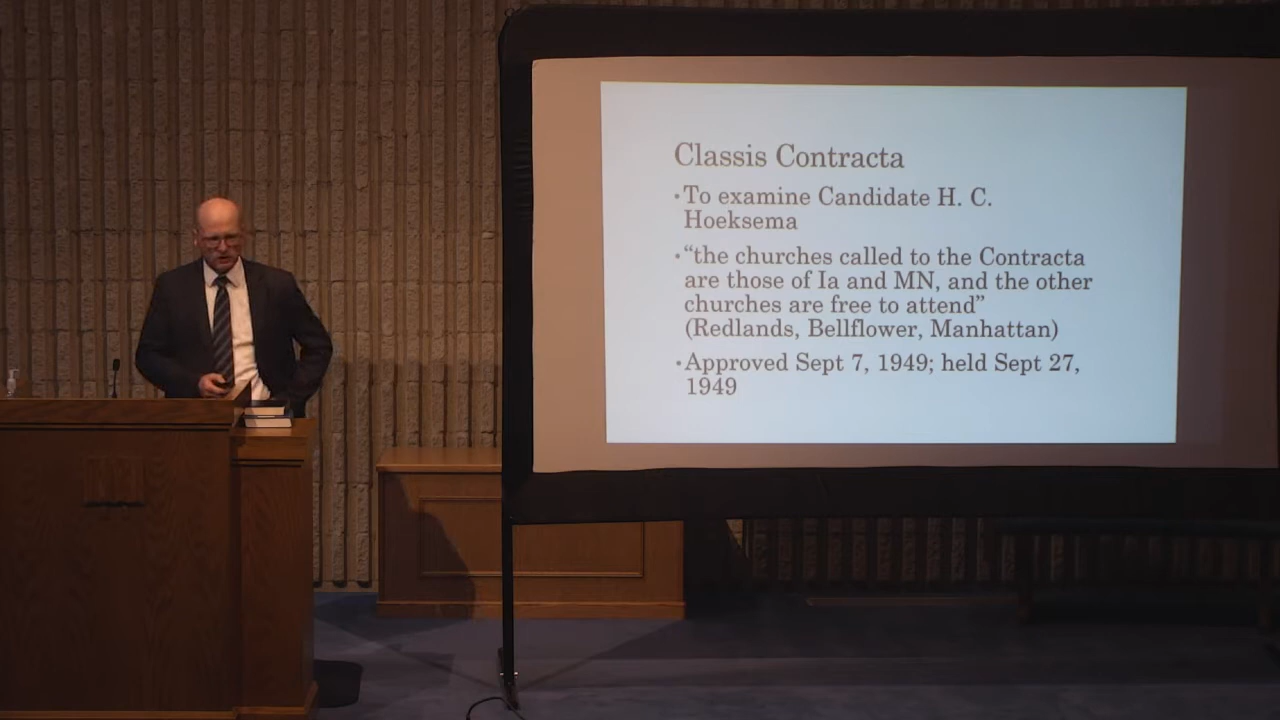 Classis Contracta
•To examine Candidate H. C.
Hoeksema
•“the churches called to the Contracta
are those of Ia and MN, and the other
churches are free to attend”
(Redlands, Bellflower, Manhattan)
•Approved Sept 7, 1949; held Sept 27,
1949